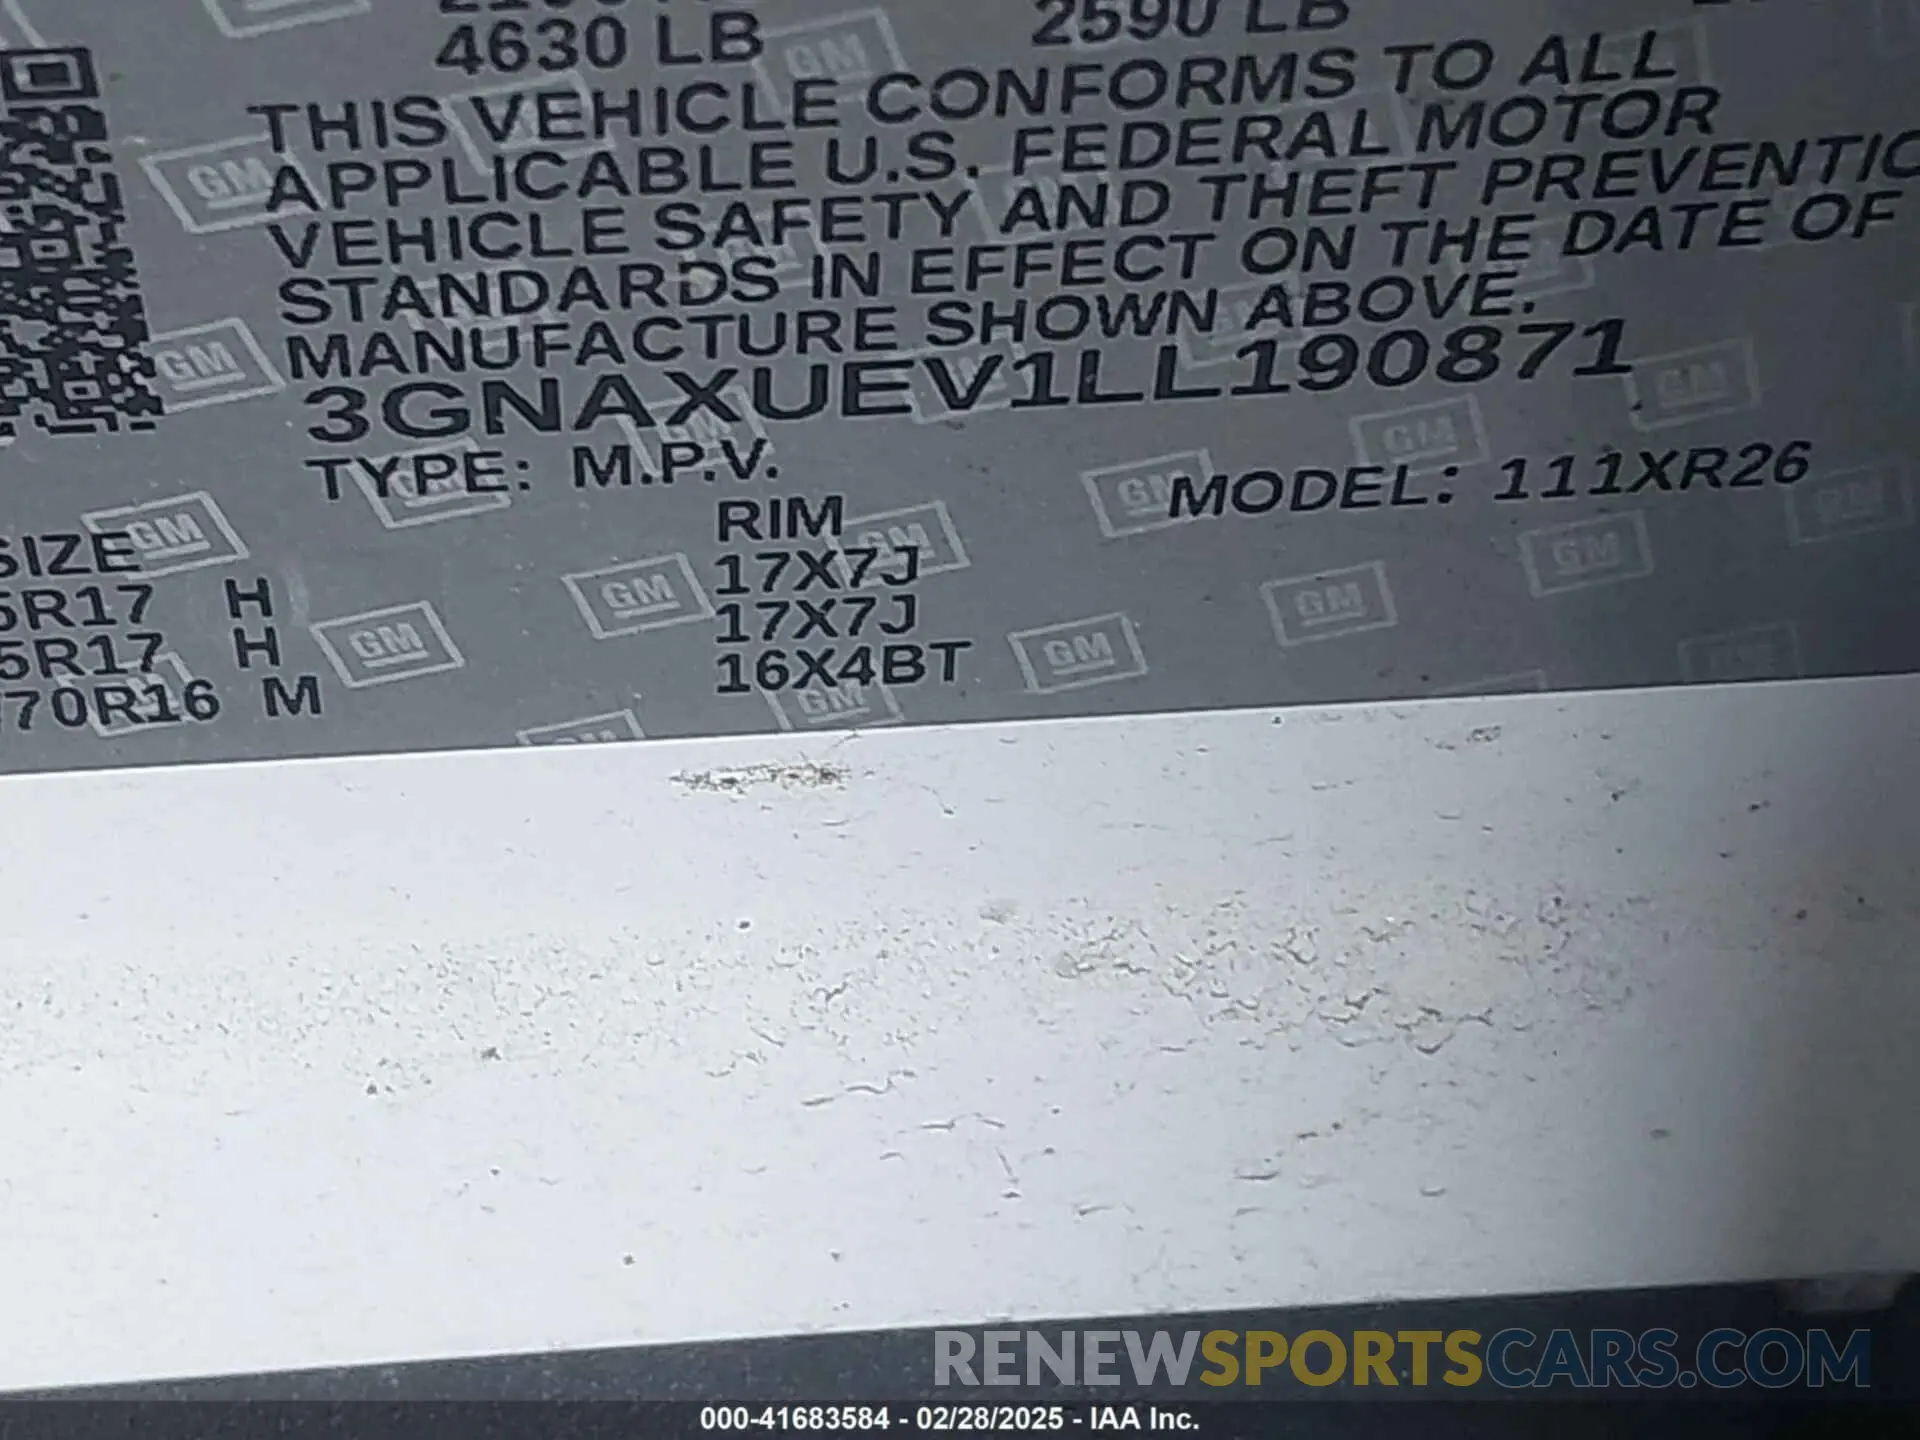 4630 LB 2590 LB
THIS VEHICLE CONFORMS TO ALL
APPLICABLE U.S. FEDERAL MOTOR
VEHICLE SAFETY AND THEFT PREVENTIO
STANDARDS IN EFFECT ON THE DATE OF
MANUFACTURE SHOWN ABOVE.
3GNAXUEV1LL190871
TYPE: M.P.V. MODEL: 111XR26
SIZE RIM
5R17 H 17X7J
5R17 H 17X7J
70R16 M 16X4BT
GM
RENEWSPORTSCARS.COM
000-41683584 - 02/28/2025 - IAA Inc.